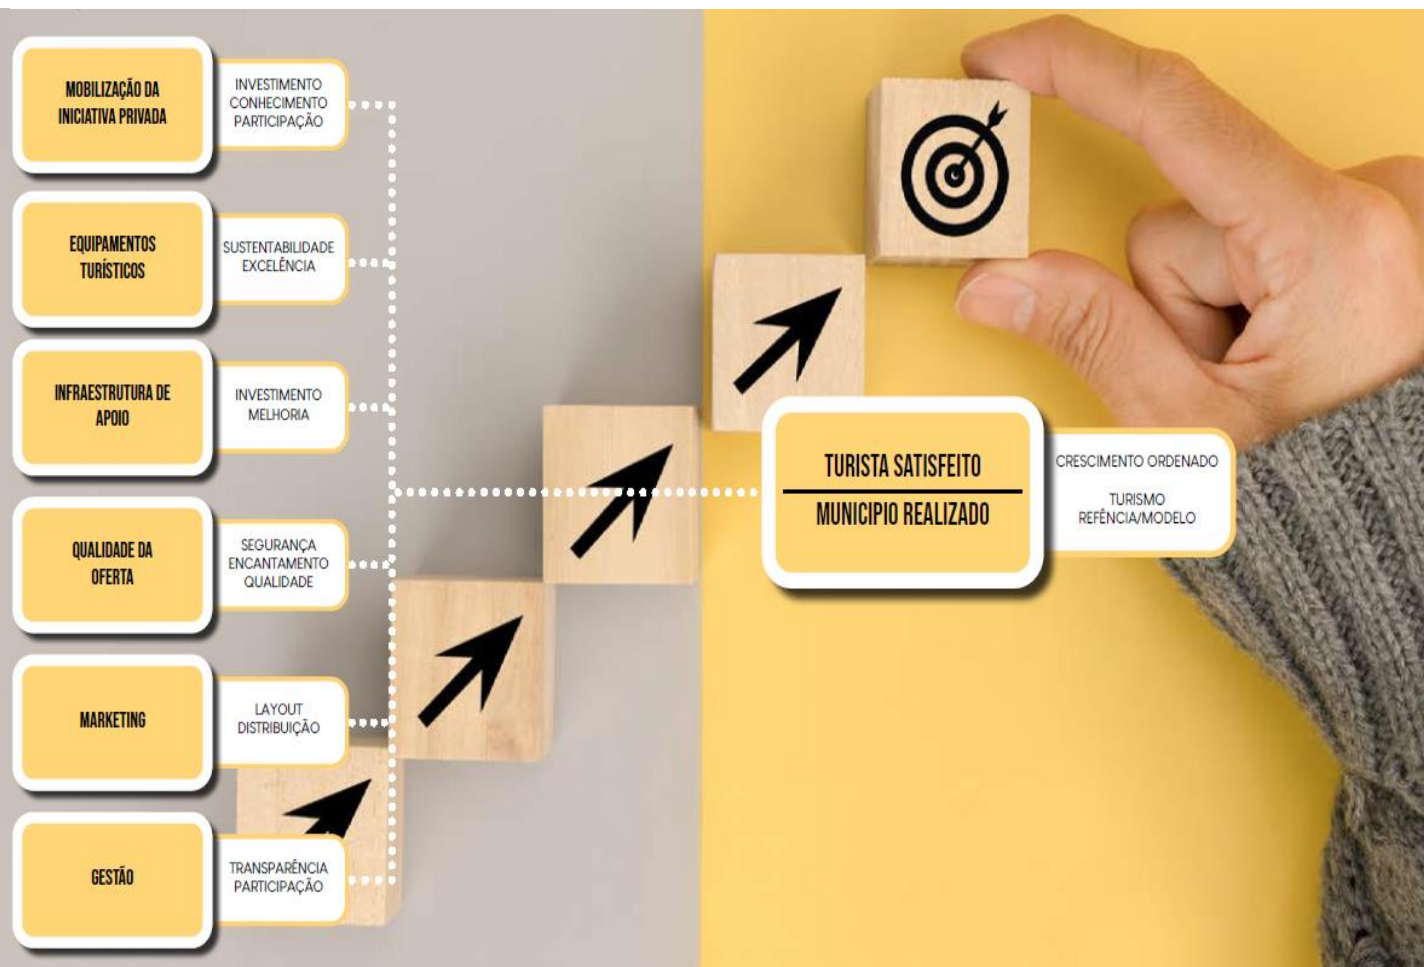 MOBILIZAÇÃO DA
INICIATIVA PRIVADA
INVESTIMENTO
CONHECIMENTO
PARTICIPAÇÃO
EQUIPAMENTOS
TURÍSTICOS
SUSTENTABILIDADE
EXCELÊNCIA
INFRAESTRUTURA DE
APOIO
INVESTIMENTO
MELHORIA
QUALIDADE DA
OFERTA
SEGURANÇA
ENCANTAMENTO
QUALIDADE
MARKETING
LAYOUT
DISTRIBUIÇÃO
GESTÃO
TRANSPARÊNCIA
PARTICIPAÇÃO
TURISTA SATISFEITO
MUNICIPIO REALIZADO
CRESCIMENTO ORDENADO
TURISMO
REFÊNCIA/MODELO